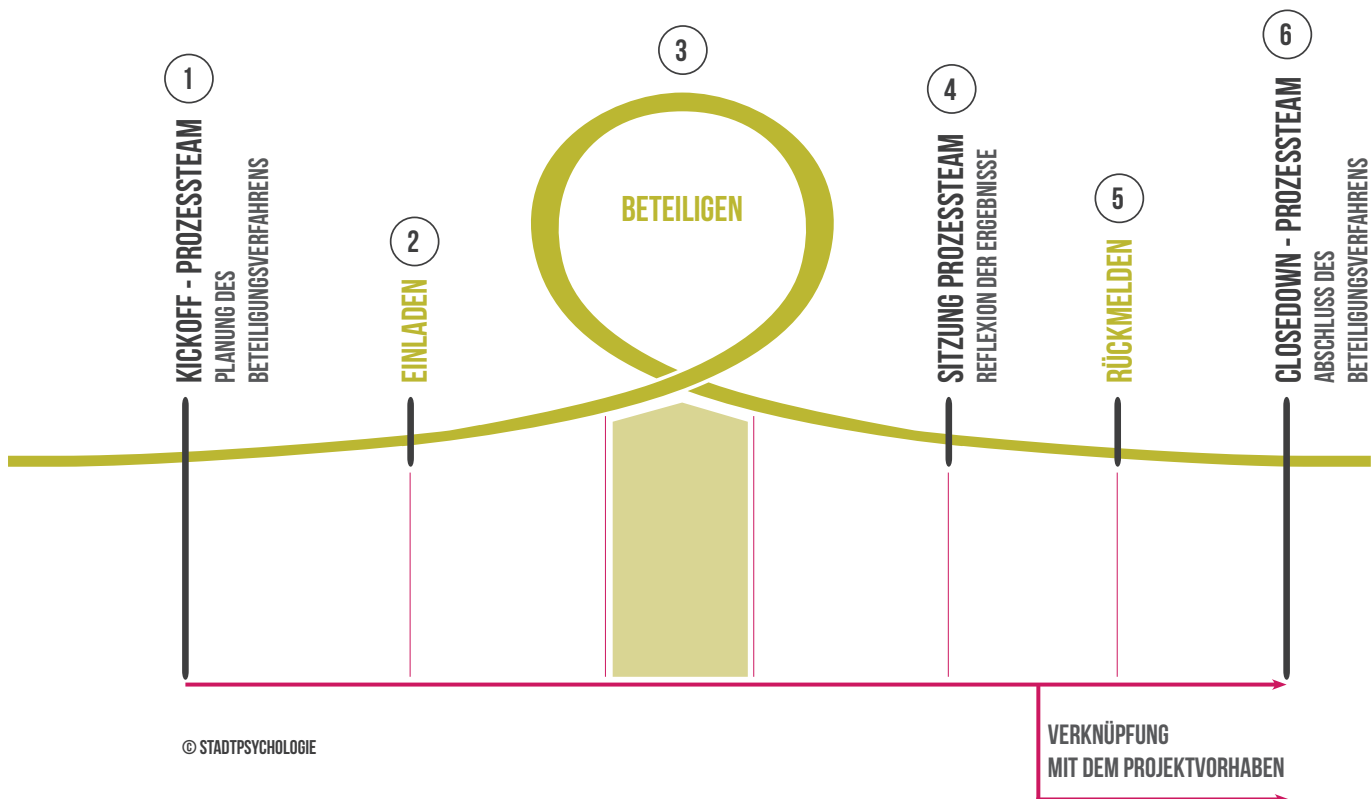 1
KICKOFF - PROZESSTEAM
PLANUNG DES
BETEILIGUNGSVERFAHRENS
2
EINLADEN
3
BETEILIGEN
4
SITZUNG PROZESSTEAM
REFLEXION DER ERGEBNISSE
5
RÜCKMELDEN
6
CLOSEDOWN - PROZESSTEAM
ABSCHLUSS DES
BETEILIGUNGSVERFAHRENS
© STADTPSYCHOLOGIE
VERKNÜPFUNG
MIT DEM PROJEKTVORHABEN